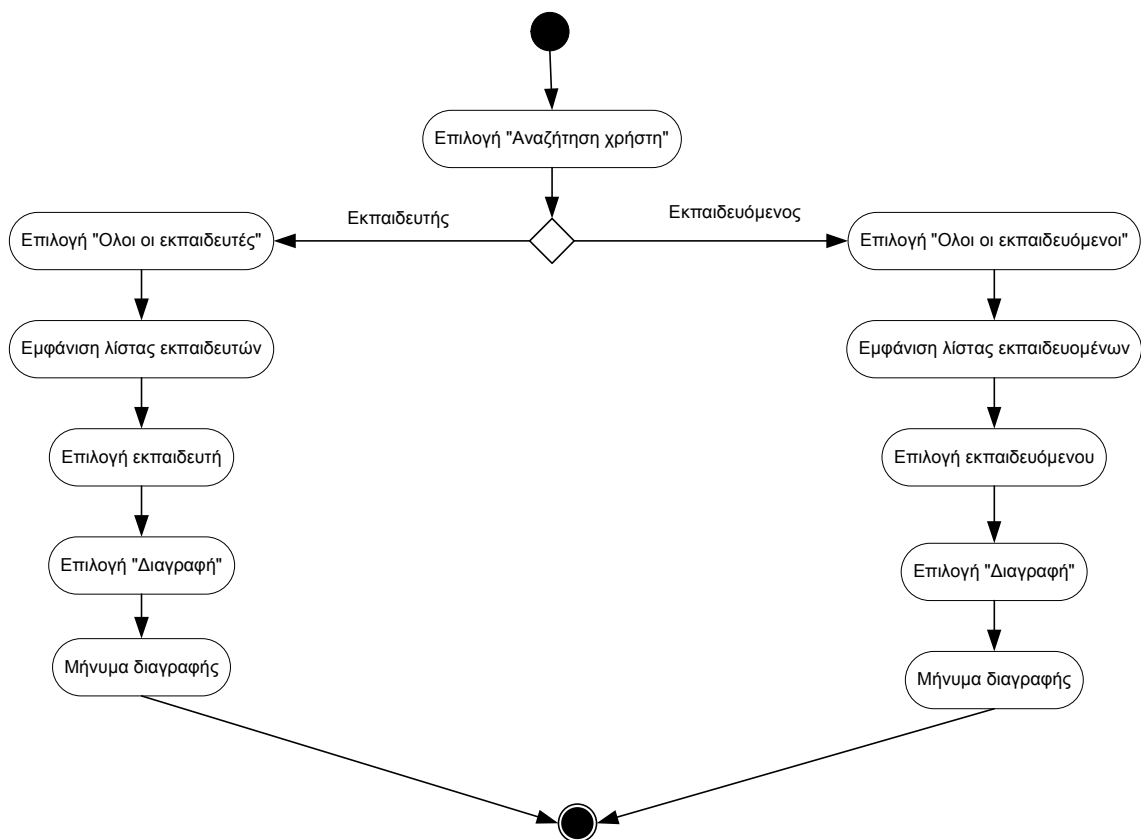 Επιλογή "Αναζήτηση χρήστη"
Εκπαιδευτής
Εκπαιδευόμενος
Επιλογή "Ολοι οι εκπαιδευτές"
Επιλογή "Ολοι οι εκπαιδευόμενοι"
Εμφάνιση λίστας εκπαιδευτών
Εμφάνιση λίστας εκπαιδευομένων
Επιλογή εκπαιδευτή
Επιλογή εκπαιδευόμενου
Επιλογή "Διαγραφή"
Επιλογή "Διαγραφή"
Μήνυμα διαγραφής
Μήνυμα διαγραφής